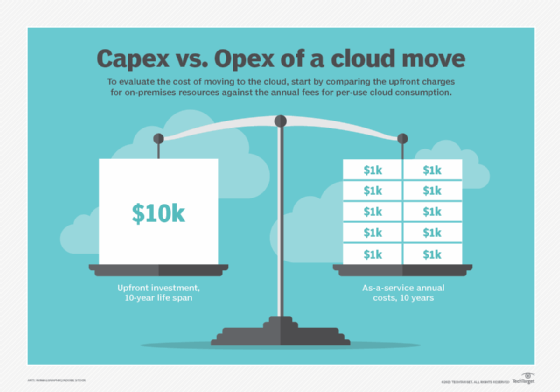 Capex vs. Opex of a cloud move
To evaluate the cost of moving to the cloud, start by comparing the upfront charges
for on-premises resources against the annual fees for per-use cloud consumption.
$10k
$1k $1k
$1k $1k
$1k $1k
$1k $1k
$1k $1k
Upfront investment,
10-year life span
As-a-service annual
costs, 10 years
TechTarget